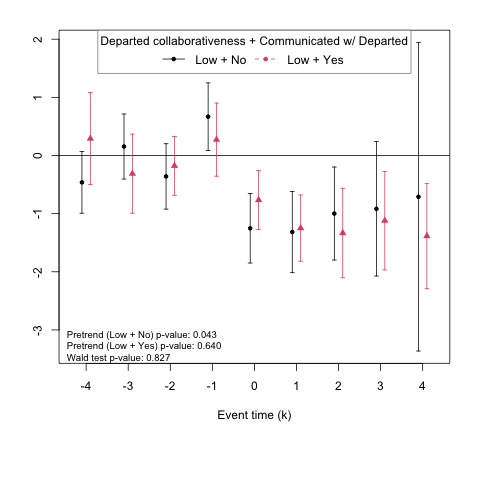 Departed collaborativeness + Communicated w/ Departed
Low + No Low + Yes
2
1
0
-1
-2
-3
Pretrend (Low + No) p-value: 0.043
Pretrend (Low + Yes) p-value: 0.640
Wald test p-value: 0.827
-4 -3 -2 -1 0 1 2 3 4
Event time (k)